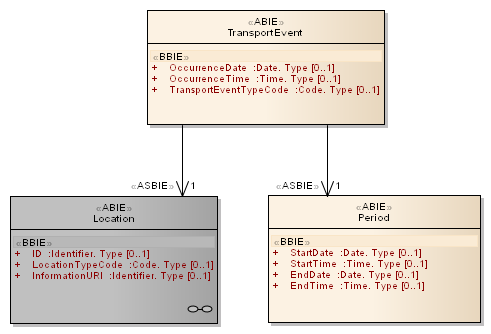 «ABIE»
TransportEvent
«BBIE»
+ OccurrenceDate :Date. Type [0..1]
+ OccurrenceTime :Time. Type [0..1]
+ TransportEventTypeCode :Code. Type [0..1]
«ASBIE» 1
«ASBIE» 1
«ABIE»
Location
«BBIE»
+ ID :Identifier. Type [0..1]
+ LocationTypeCode :Code. Type [0..1]
+ InformationURI :Identifier. Type [0..1]
«ABIE»
Period
«BBIE»
+ StartDate :Date. Type [0..1]
+ StartTime :Time. Type [0..1]
+ EndDate :Date. Type [0..1]
+ EndTime :Time. Type [0..1]